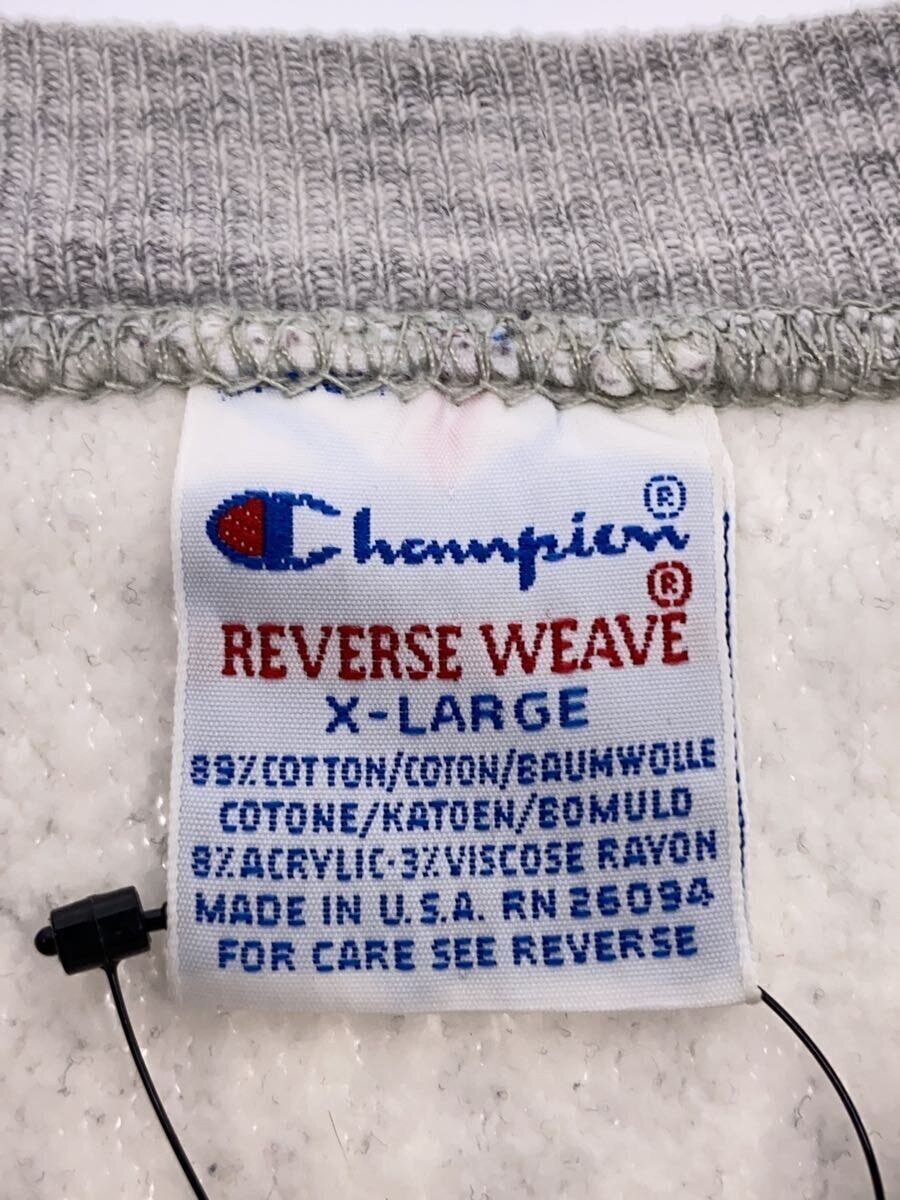 Champion®
REVERSE WEAVE®
X-LARGE
89%COTTON/COTON/BAUMWOLLE
COTONE/KATOEN/BOMULD
8%ACRYLIC·3%VISCOSE RAYON
MADE IN U.S.A. RN 26094
FOR CARE SEE REVERSE